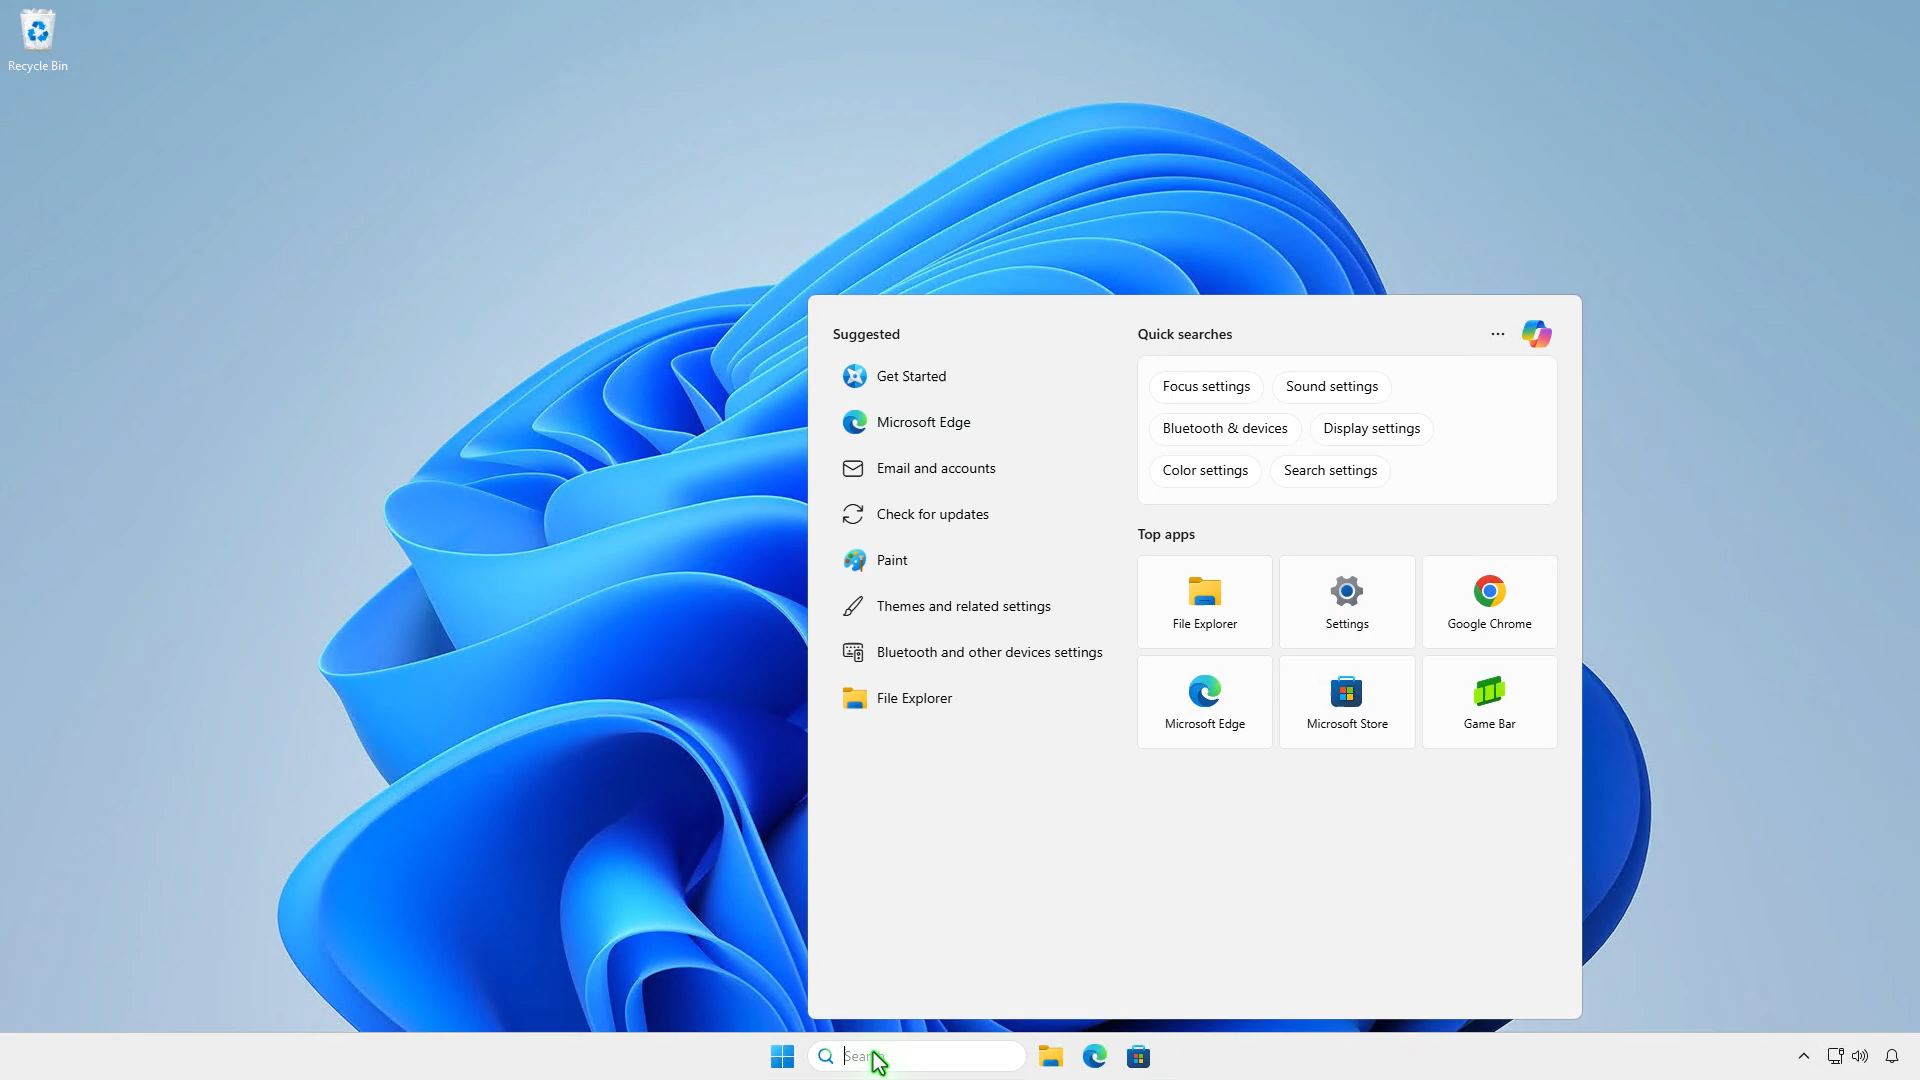 Recycle Bin
Suggested
Get Started
Microsoft Edge
Email and accounts
Check for updates
Paint
Themes and related settings
Bluetooth and other devices settings
File Explorer
Quick searches
Focus settings
Sound settings
Bluetooth & devices
Display settings
Color settings
Search settings
Top apps
File Explorer
Settings
Google Chrome
Microsoft Edge
Microsoft Store
Game Bar
Search